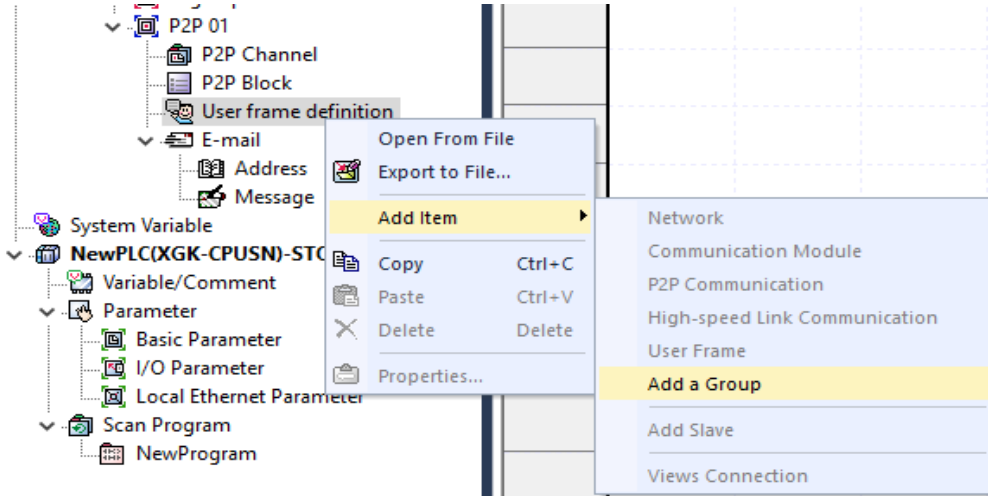 P2P 01
P2P Channel
P2P Block
User frame definition
E-mail
Address
Message
System Variable
NewPLC(XGK-CPUSN)-STO
Variable/Comment
Parameter
Basic Parameter
I/O Parameter
Local Ethernet Parameter
Scan Program
NewProgram
Open From File
Export to File...
Add Item
Copy Ctrl+C
Paste Ctrl+V
Delete Delete
Properties...
Network
Communication Module
P2P Communication
High-speed Link Communication
User Frame
Add a Group
Add Slave
Views Connection